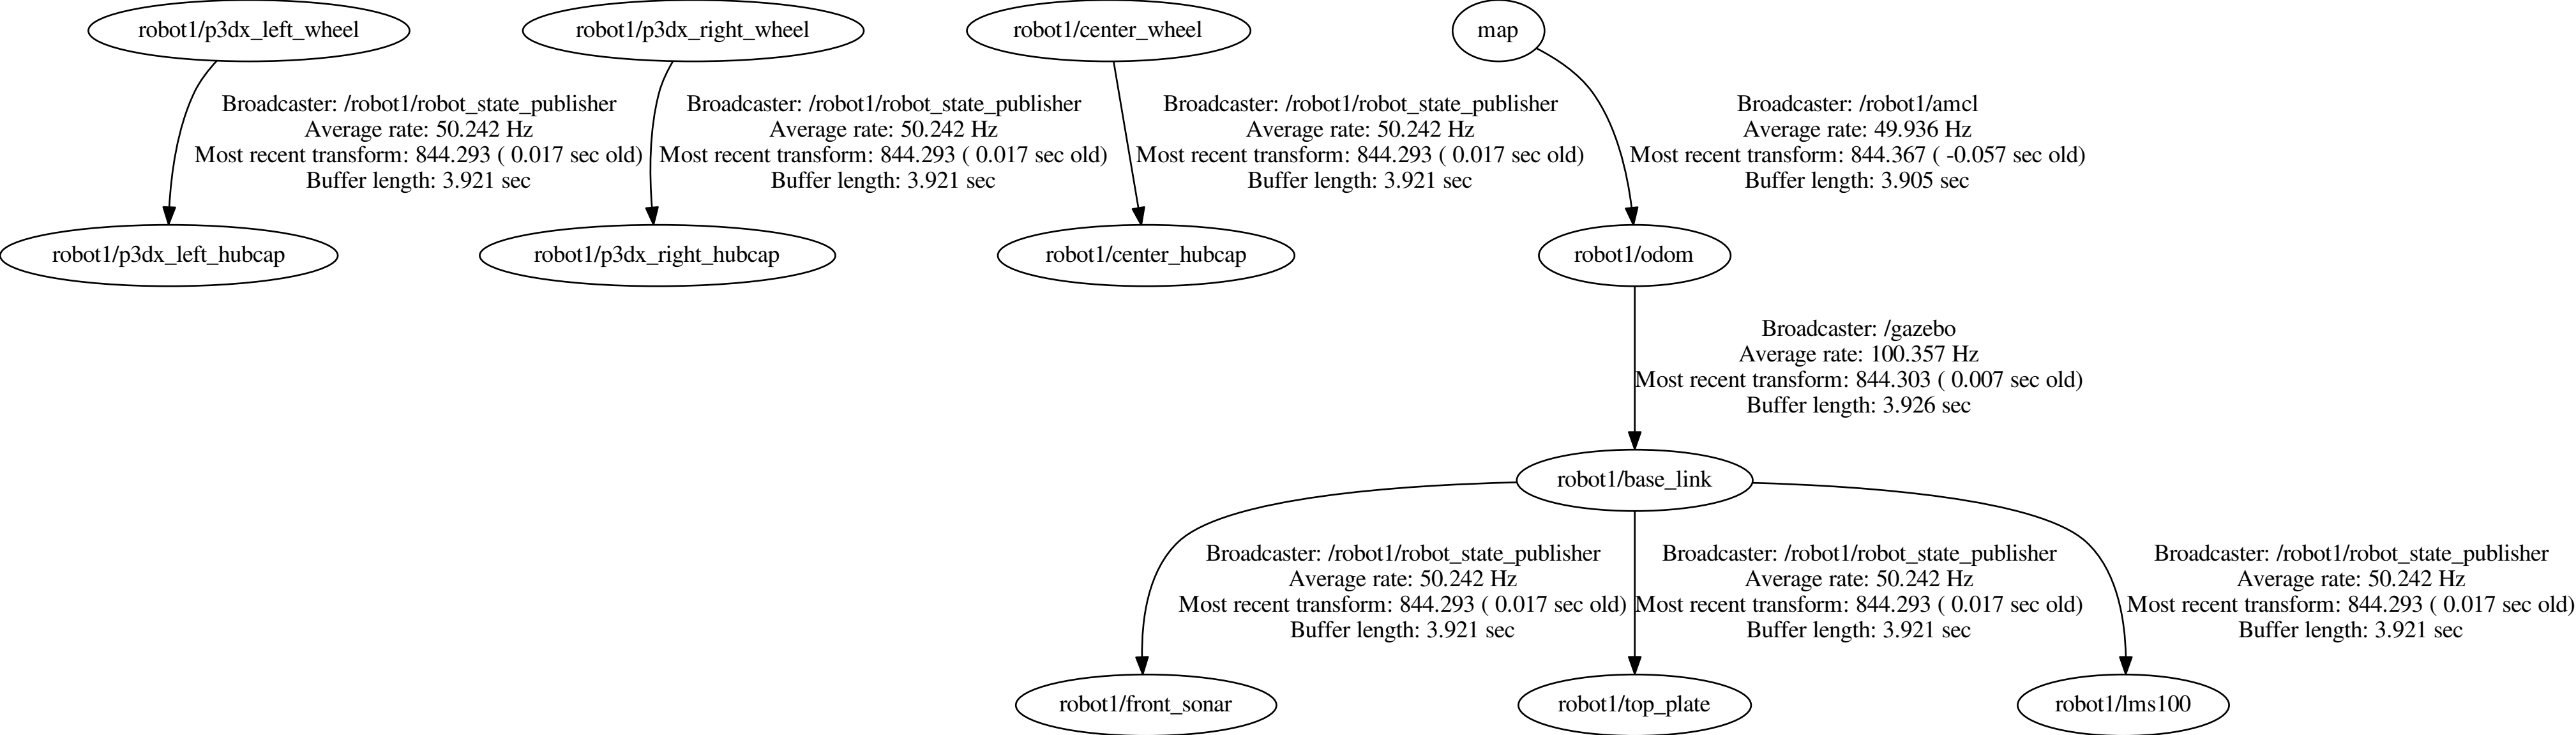 robot1/p3dx_left_wheel
robot1/p3dx_right_wheel
robot1/center_wheel
map
Broadcaster: /robot1/robot_state_publisher
Average rate: 50.242 Hz
Most recent transform: 844.293 ( 0.017 sec old)
Buffer length: 3.921 sec
Broadcaster: /robot1/robot_state_publisher
Average rate: 50.242 Hz
Most recent transform: 844.293 ( 0.017 sec old)
Buffer length: 3.921 sec
Broadcaster: /robot1/robot_state_publisher
Average rate: 50.242 Hz
Most recent transform: 844.293 ( 0.017 sec old)
Buffer length: 3.921 sec
Broadcaster: /robot1/amcl
Average rate: 49.936 Hz
Most recent transform: 844.367 ( -0.057 sec old)
Buffer length: 3.905 sec
robot1/p3dx_left_hubcap
robot1/p3dx_right_hubcap
robot1/center_hubcap
robot1/odom
Broadcaster: /gazebo
Average rate: 100.357 Hz
Most recent transform: 844.303 ( 0.007 sec old)
Buffer length: 3.926 sec
robot1/base_link
Broadcaster: /robot1/robot_state_publisher
Average rate: 50.242 Hz
Most recent transform: 844.293 ( 0.017 sec old)
Buffer length: 3.921 sec
Broadcaster: /robot1/robot_state_publisher
Average rate: 50.242 Hz
Most recent transform: 844.293 ( 0.017 sec old)
Buffer length: 3.921 sec
Broadcaster: /robot1/robot_state_publisher
Average rate: 50.242 Hz
Most recent transform: 844.293 ( 0.017 sec old)
Buffer length: 3.921 sec
robot1/front_sonar
robot1/top_plate
robot1/lms100